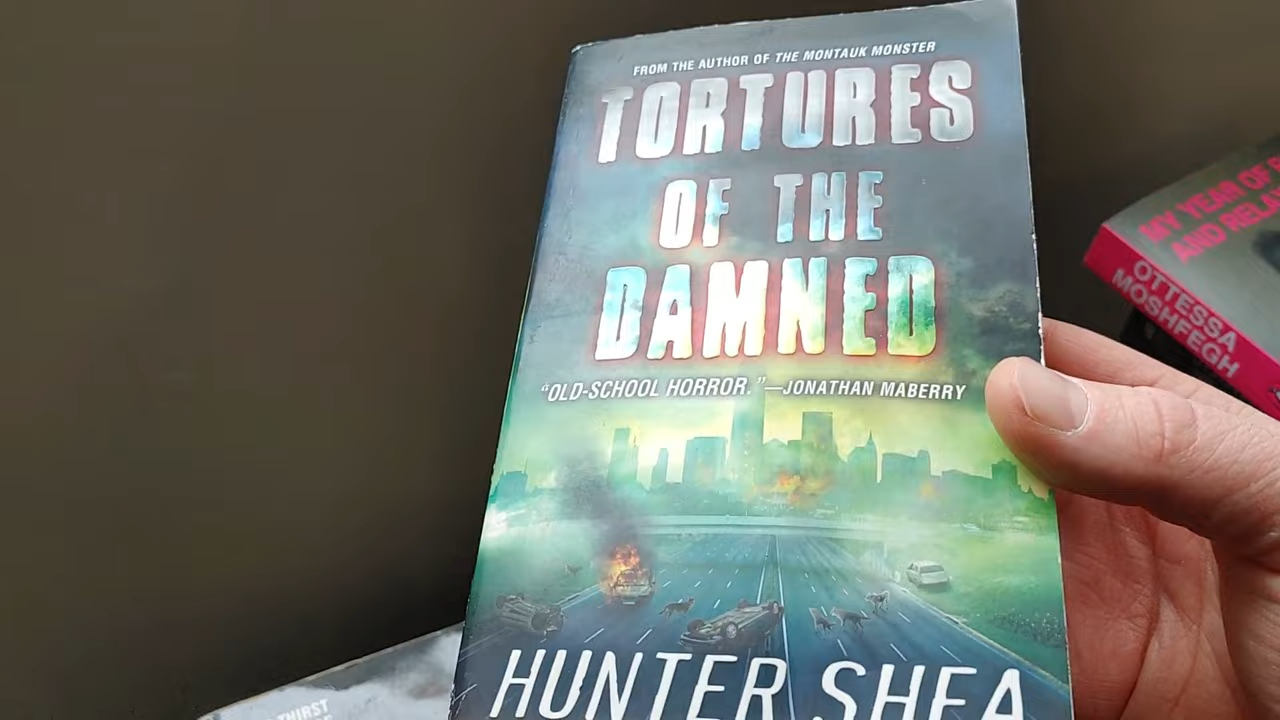 FROM THE AUTHOR OF THE MONTAUK MONSTER
TORTURES
OF THE
DAMNED
"OLD-SCHOOL HORROR."—JONATHAN MABERRY
HUNTER SHEA
MY YEAR OF
AND
OTTESSA
MOSHFEGH
THIRST